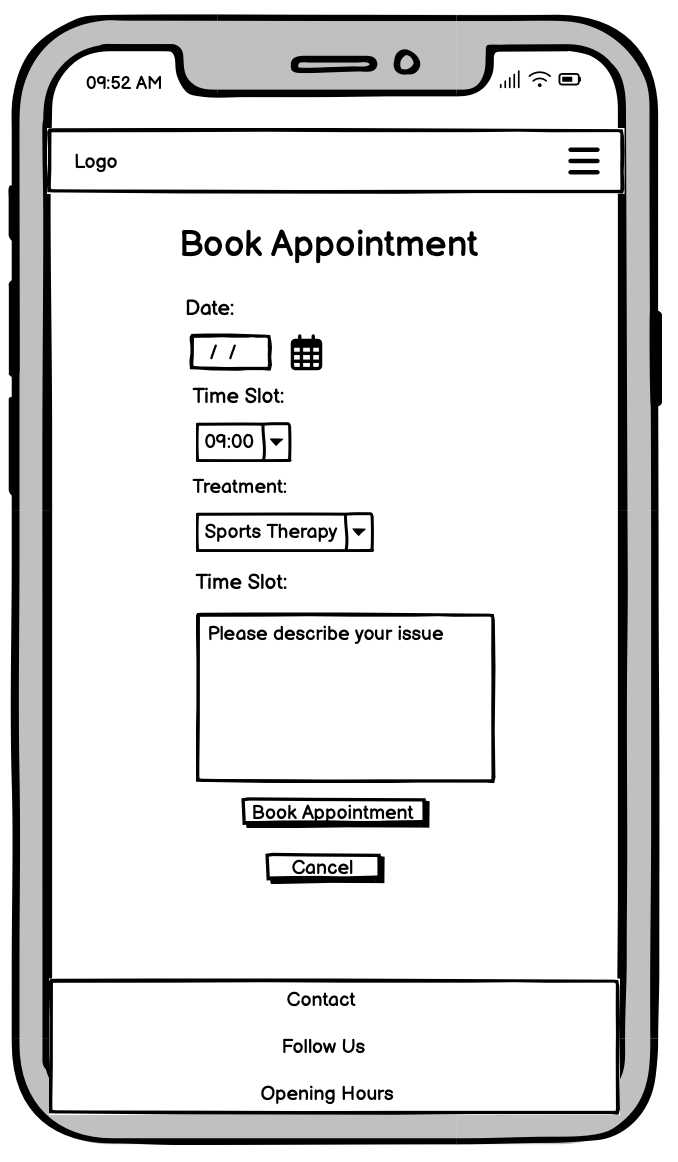 09:52 AM
Logo
Book Appointment
Date:
/ /
Time Slot:
09:00
Treatment:
Sports Therapy
Time Slot:
Please describe your issue
Book Appointment
Cancel
Contact
Follow Us
Opening Hours